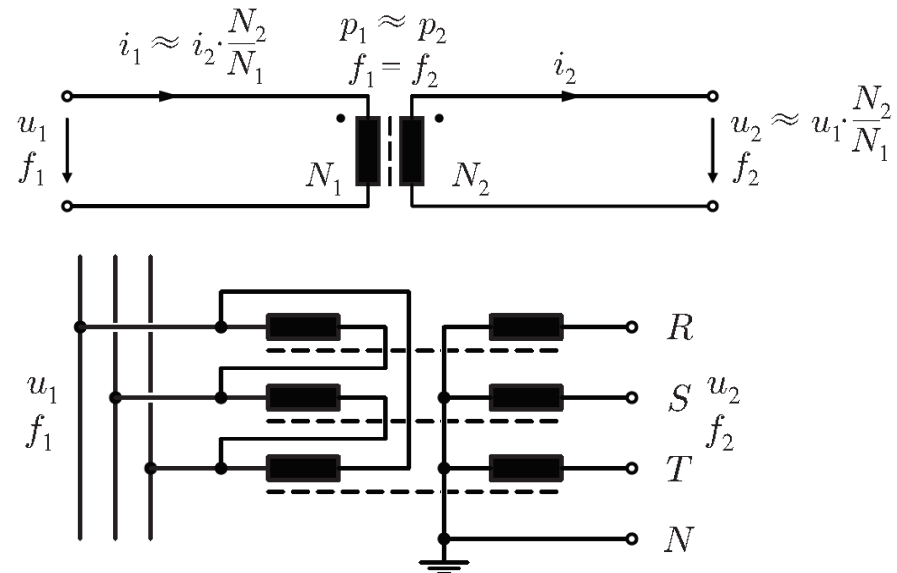 i₁ ≈ i₂·N₂/N₁
p₁ ≈ p₂
f₁ = f₂
i₂
u₁
f₁
N₁
N₂
u₂ ≈ u₁·N₂/N₁
f₂
R
u₁
f₁
S
u₂
f₂
T
N